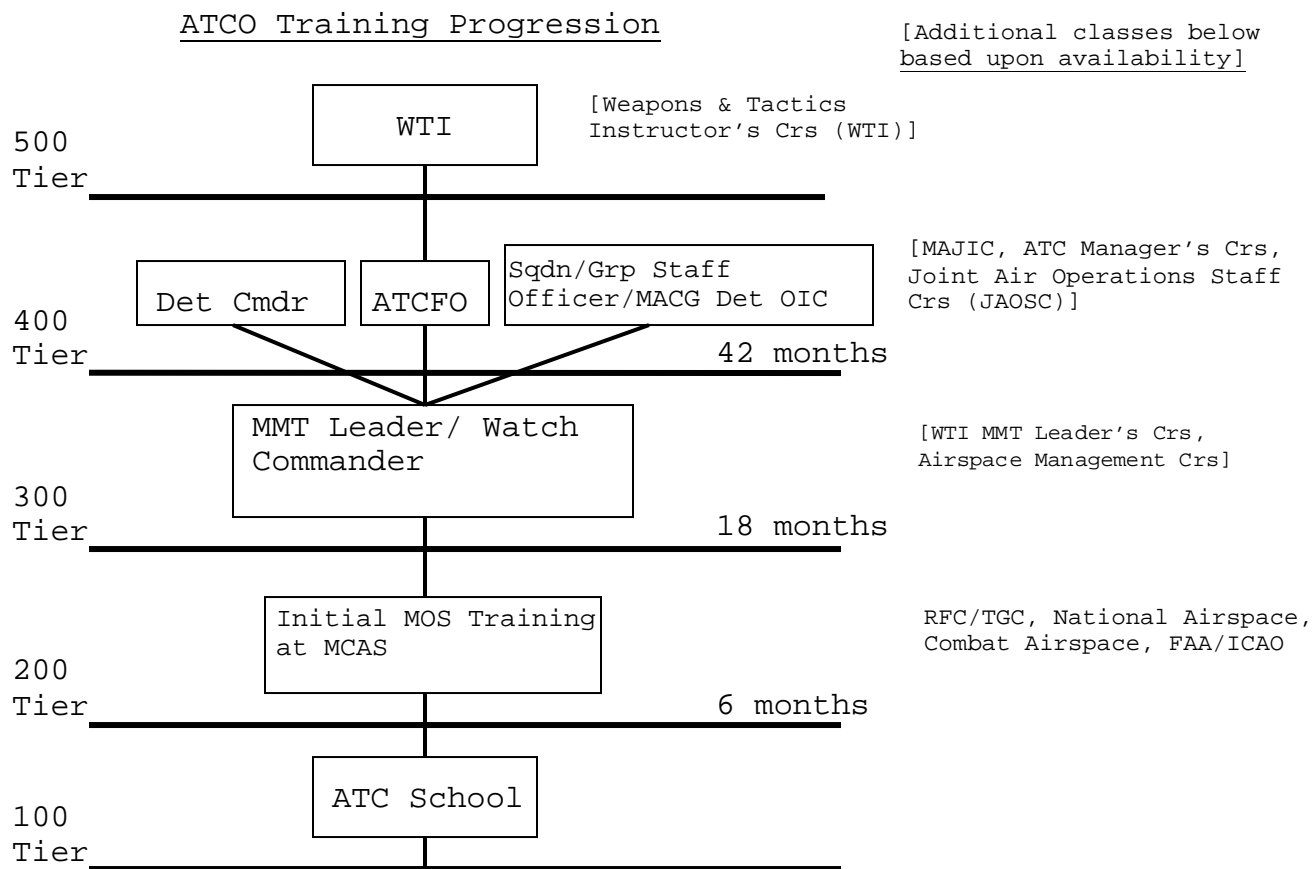 ATCO Training Progression
[Additional classes below
based upon availability]
WTI
[Weapons & Tactics
Instructor's Crs (WTI)]
500
Tier
Det Cmdr
ATCFO
Sqdn/Grp Staff
Officer/MACG Det OIC
[MAJIC, ATC Manager's Crs,
Joint Air Operations Staff
Crs (JAOSC)]
400
Tier
42 months
MMT Leader/ Watch
Commander
[WTI MMT Leader's Crs,
Airspace Management Crs]
300
Tier
18 months
Initial MOS Training
at MCAS
RFC/TGC, National Airspace,
Combat Airspace, FAA/ICAO
200
Tier
6 months
ATC School
100
Tier